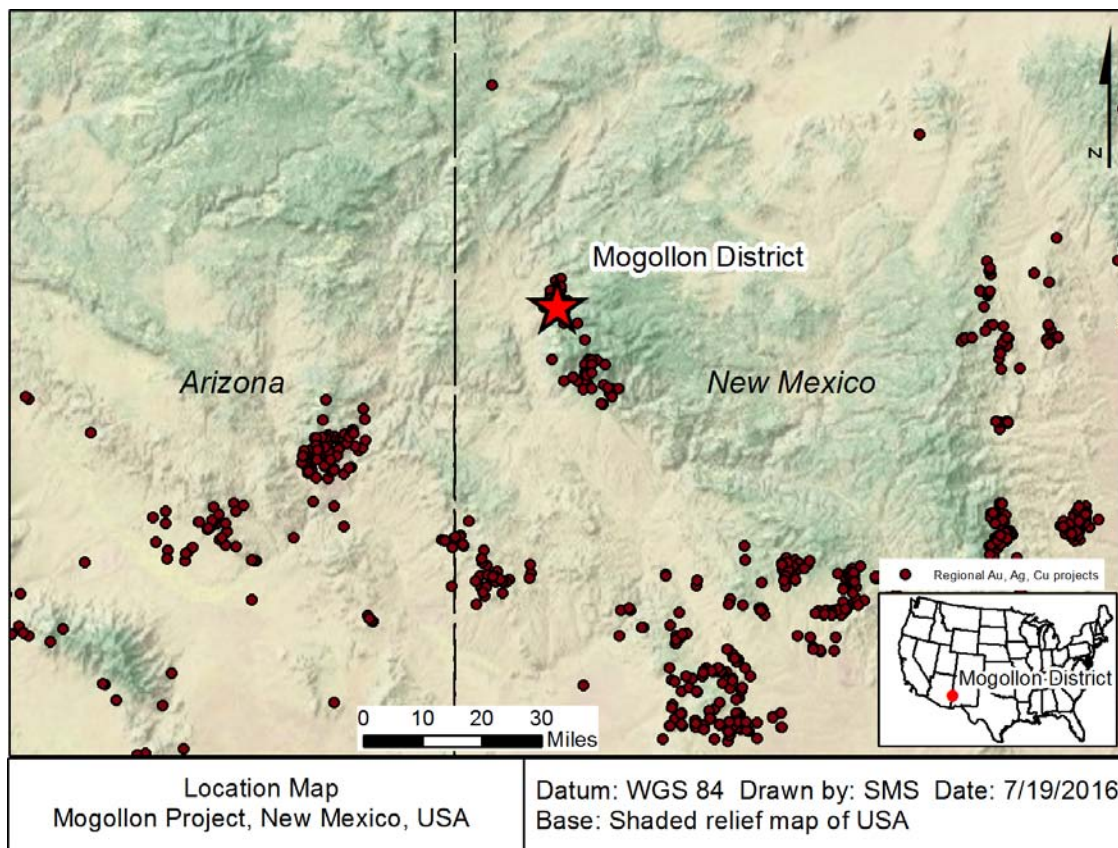 Z
Mogollon District
Arizona
New Mexico
Regional Au, Ag, Cu projects
Mogollon District
0 10 20 30
Miles
Location Map
Mogollon Project, New Mexico, USA
Datum: WGS 84 Drawn by: SMS Date: 7/19/2016
Base: Shaded relief map of USA